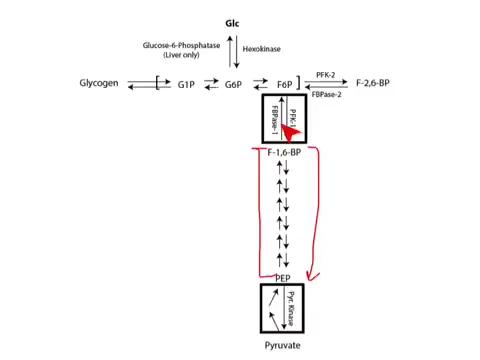 Glc
Glucose-6-Phosphatase
(Liver only)
Hexokinase
Glycogen
G1P
G6P
F6P
PFK-2
FBPase-2
F-2,6-BP
FBPase-1
PFK-1
F-1,6-BP
PEP
Pyr. Kinase
Pyruvate